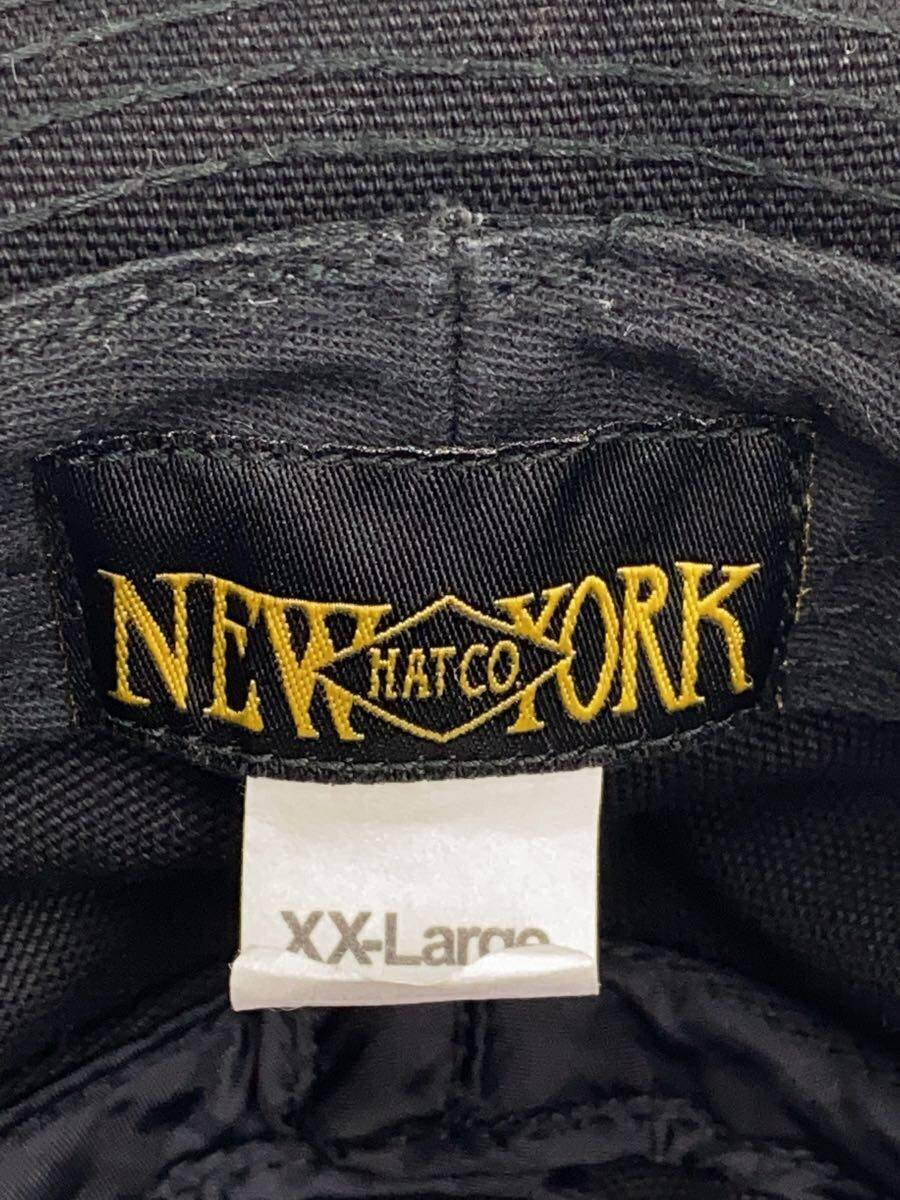 NEW YORK
HAT CO.
XX-Large